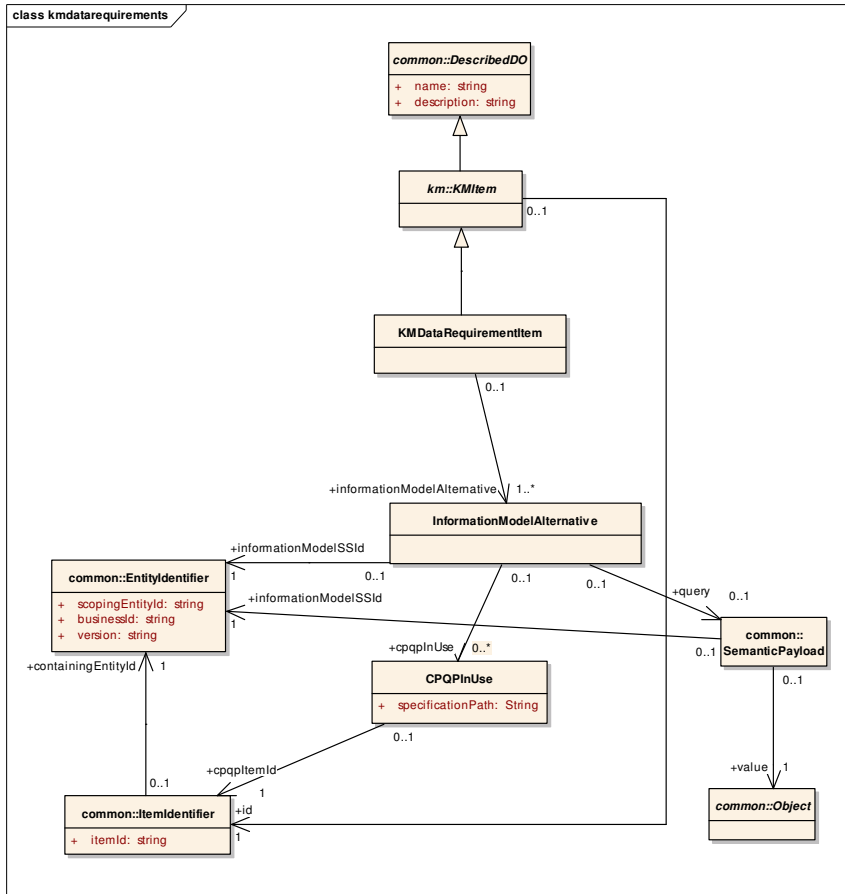 class kmdatarequirements
common::DescribedDO
+ name: string
+ description: string
km::KMItem
0..1
KMDataRequirementItem
0..1
+informationModelAlternative 1..*
InformationModelAlternative
+informationModelSSId
1
0..1
0..1
0..1
+query
0..1
common::EntityIdentifier
+ scopingEntityId: string
+ businessId: string
+ version: string
+informationModelSSId
1
common::
SemanticPayload
0..1
0..1
+containingEntityId 1
+cpqpInUse 0..*
CPQPInUse
+ specificationPath: String
0..1
+cpqpItemId
1
0..1
+value 1
common::ItemIdentifier
+ itemId: string
+id
1
common::Object